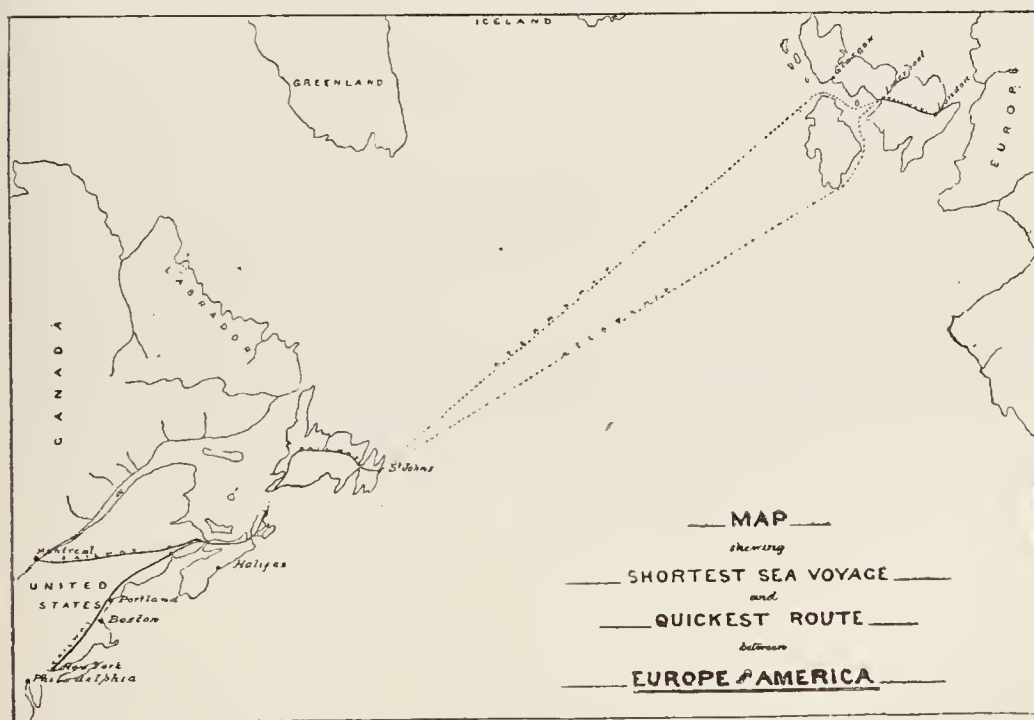 ICELAND
GREENLAND
Glasgow
Liverpool
London
EUROPE
LABRADOR
CANADA
St Johns
Montreal
RAILWAY
Halifax
UNITED
STATES
Portland
Boston
New York
Philadelphia
MAP
shewing
SHORTEST SEA VOYAGE
and
QUICKEST ROUTE
between
EUROPE & AMERICA